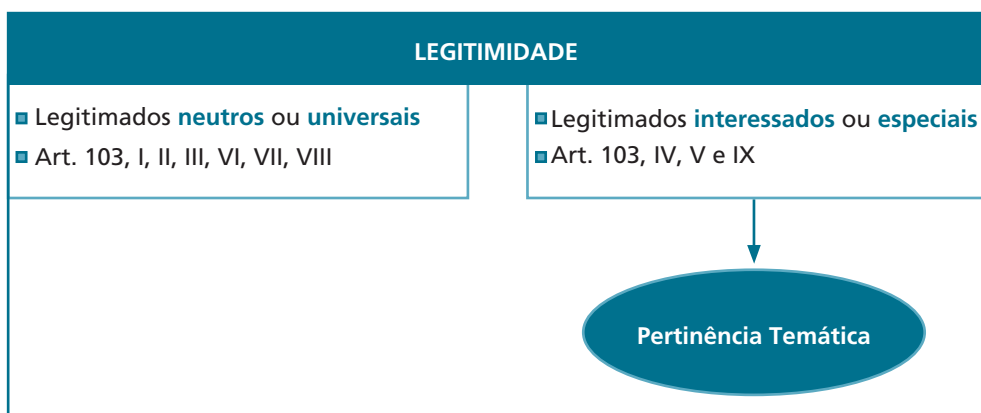 LEGITIMIDADE
Legitimados neutros ou universais
Art. 103, I, II, III, VI, VII, VIII
Legitimados interessados ou especiais
Art. 103, IV, V e IX
Pertinência Temática